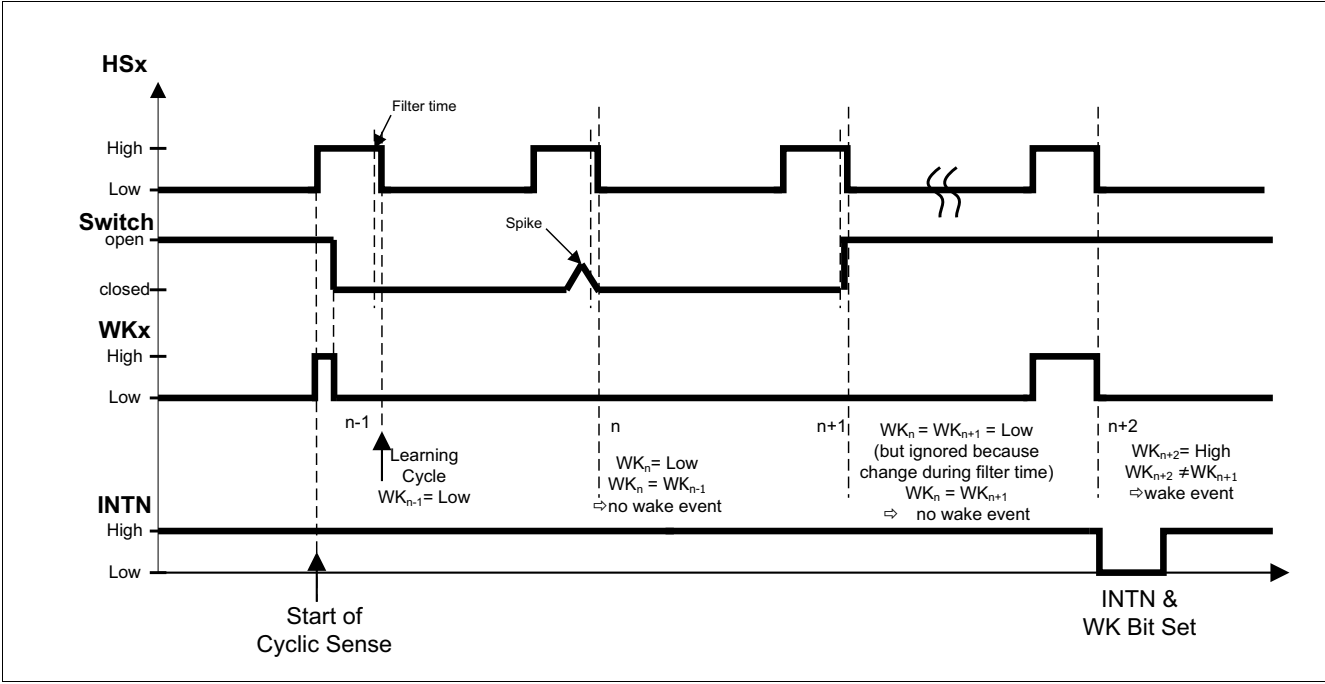 HSx
Filter time
High
Low
Switch
open
Spike
closed
WKx
High
Low
n-1
n
n+1
n+2
Learning
Cycle
WKn-1= Low
WKn= Low
WKn = WKn-1
⇨no wake event
WKn = WKn+1 = Low
(but ignored because
change during filter time)
WKn = WKn+1
⇨ no wake event
WKn+2= High
WKn+2 ≠WKn+1
⇨wake event
INTN
High
Low
Start of
Cyclic Sense
INTN &
WK Bit Set